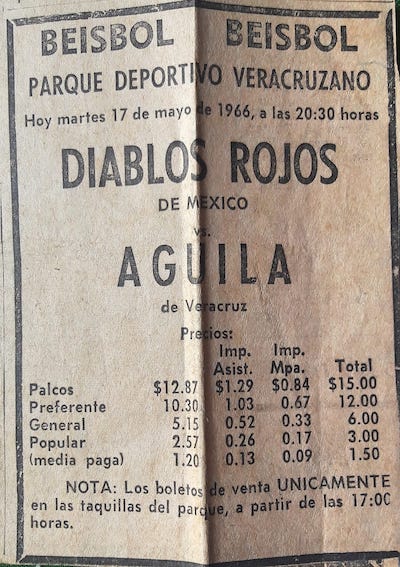 BEISBOL BEISBOL
PARQUE DEPORTIVO VERACRUZANO
Hoy martes 17 de mayo de 1966, a las 20:30 horas
DIABLOS ROJOS
DE MEXICO
vs.
AGUILA
de Veracruz
Precios:
Imp. Imp.
Asist. Mpa. Total
Palcos $12.87 $1.29 $0.84 $15.00
Preferente 10.30 1.03 0.67 12.00
General 5.15 0.52 0.33 6.00
Popular 2.57 0.26 0.17 3.00
(media paga) 1.20 0.13 0.09 1.50
NOTA: Los boletos de venta UNICAMENTE
en las taquillas del parque, a partir de las 17:00
horas.